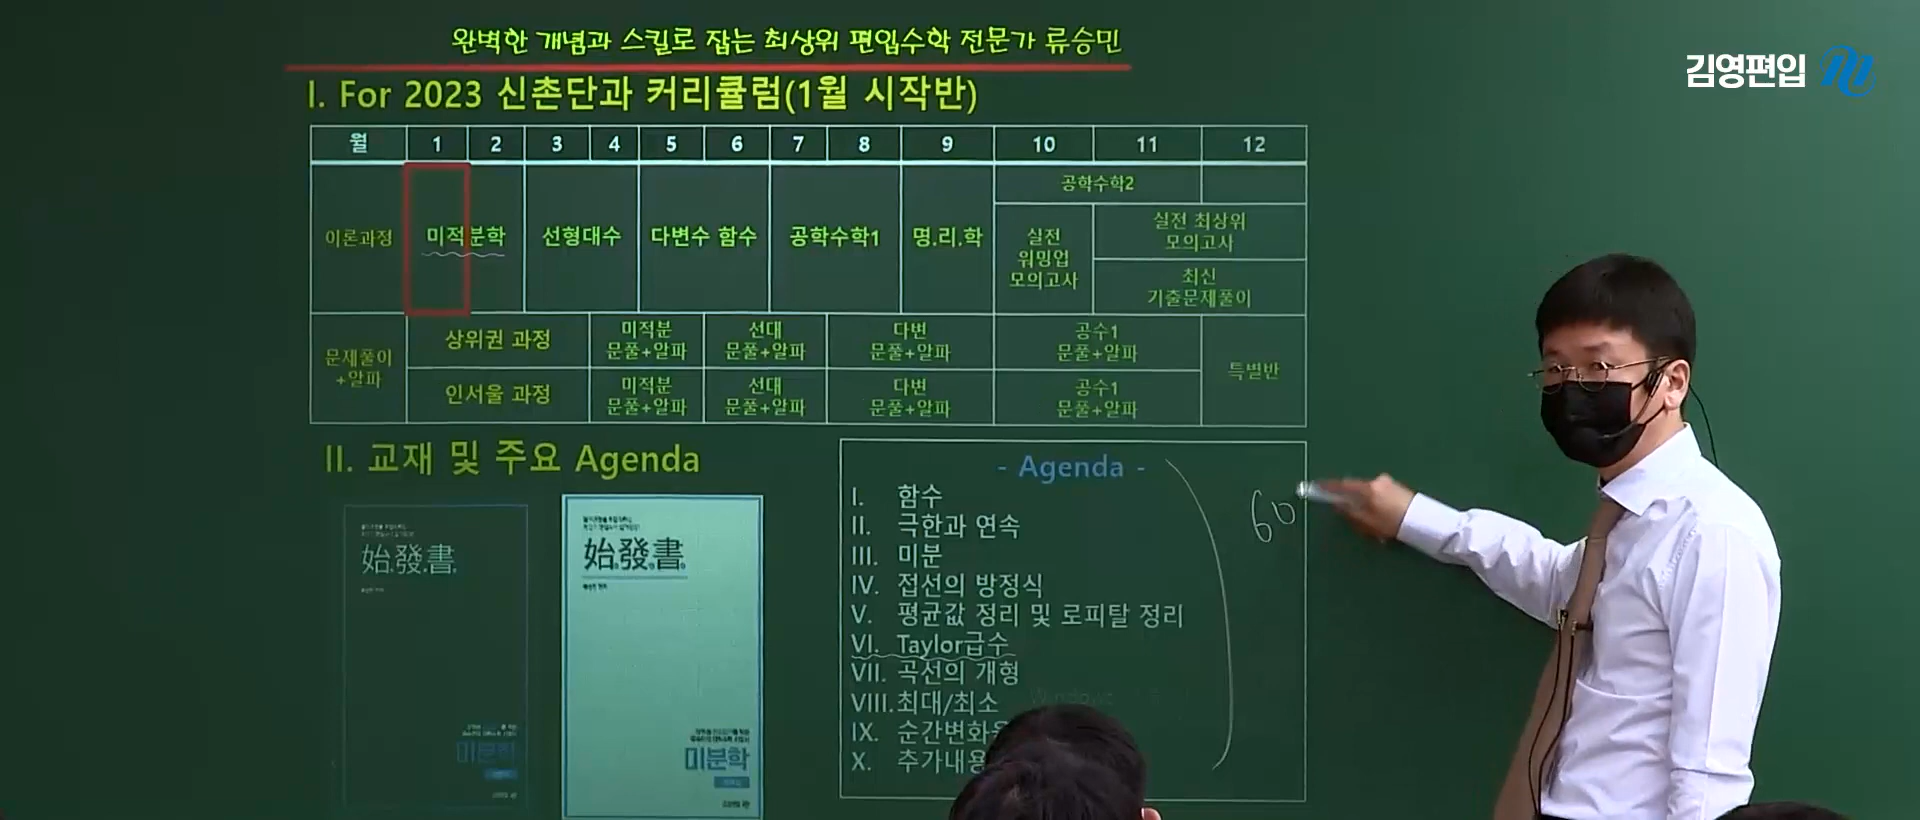 완벽한 개념과 스킬로 잡는 최상위 편입수학 전문가 류승민
김영편입
I. For 2023 신촌단과 커리큘럼(1월 시작반)
월 1 2 3 4 5 6 7 8 9 10 11 12
이론과정 미적분학 선형대수 다변수 함수 공학수학1 명.리.학
공학수학2
실전
워밍업
모의고사
실전 최상위
모의고사
최신
기출문제풀이
문제풀이
+알파
상위권 과정
미적분
문풀+알파
선대
문풀+알파
다변
문풀+알파
공수1
문풀+알파
인서울 과정
미적분
문풀+알파
선대
문풀+알파
다변
문풀+알파
공수1
문풀+알파
특별반
II. 교재 및 주요 Agenda
始.發.書.
미분학
始.發.書.
미분학
- Agenda -
I. 함수
II. 극한과 연속
III. 미분
IV. 접선의 방정식
V. 평균값 정리 및 로피탈 정리
VI. Taylor급수
VII. 곡선의 개형
VIII. 최대/최소
IX. 순간변화율
X. 추가내용
60